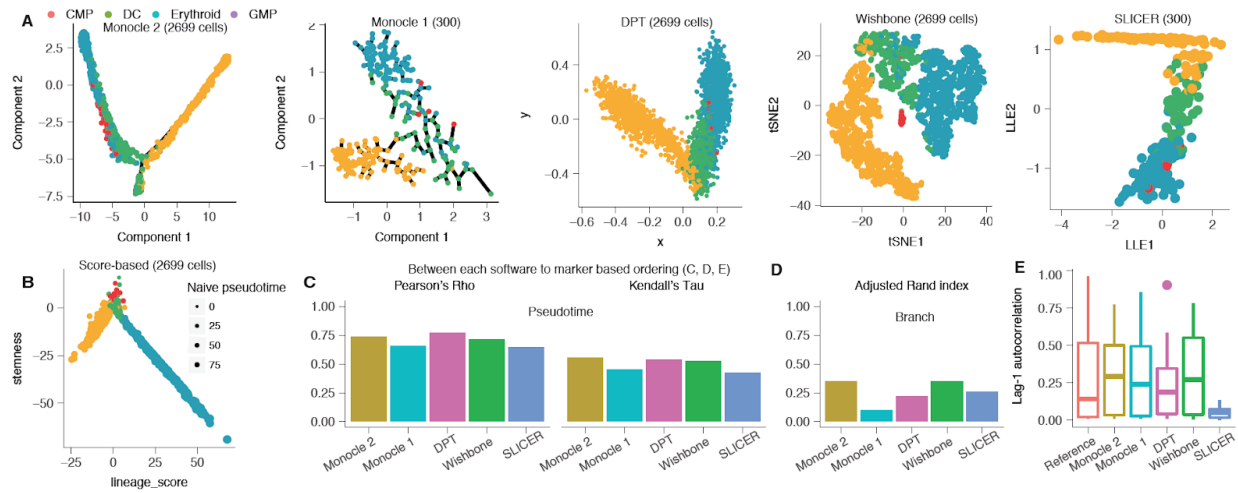 A
CMP DC Erythroid GMP
Monocle 2 (2699 cells)
2.5
0.0
−2.5
−5.0
−7.5
Component 2
−10 −5 0 5 10
Component 1
Monocle 1 (300)
2
1
0
−1
Component 2
−1 0 1 2 3
Component 1
DPT (2699 cells)
0.4
0.0
−0.4
y
−0.6 −0.4 −0.2 0.0 0.2
x
Wishbone (2699 cells)
20
0
−20
−40
tSNE2
−20 0 20 40
tSNE1
SLICER (300)
1
0
−1
LLE2
−4 −2 0 2
LLE1
B
Score-based (2699 cells)
Naive pseudotime
0
25
50
75
0
−25
−50
stemness
−25 0 25 50
lineage_score
C
Between each software to marker based ordering (C, D, E)
Pearson's Rho Kendall's Tau
Pseudotime
1.00
0.75
0.50
0.25
0.00
Monocle 2 Monocle 1 DPT Wishbone SLICER
Monocle 2 Monocle 1 DPT Wishbone SLICER
D
Adjusted Rand index
Branch
1.00
0.75
0.50
0.25
0.00
Monocle 2 Monocle 1 DPT Wishbone SLICER
E
Lag-1 autocorrelation
1.00
0.75
0.50
0.25
0.00
Reference Monocle 2 Monocle 1 DPT Wishbone SLICER